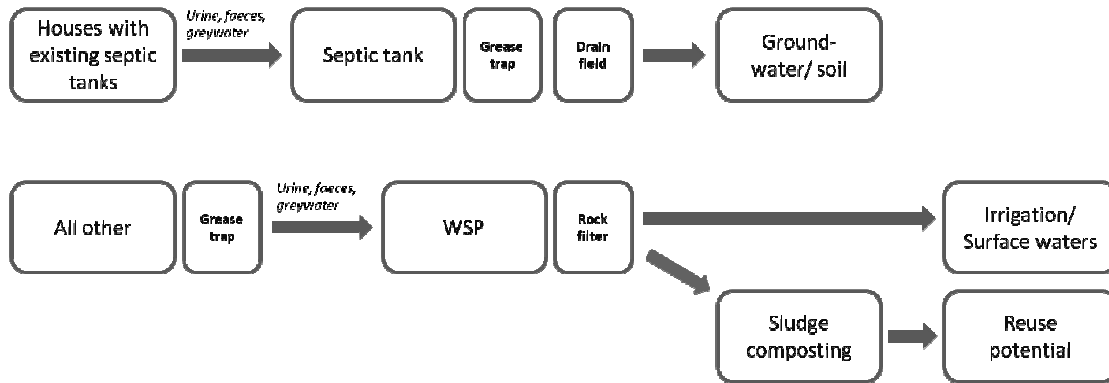 Houses with
existing septic
tanks
Urine, faeces,
greywater
Septic tank
Grease
trap
Drain
field
Ground-
water/ soil
All other
Grease
trap
Urine, faeces,
greywater
WSP
Rock
filter
Irrigation/
Surface waters
Sludge
composting
Reuse
potential